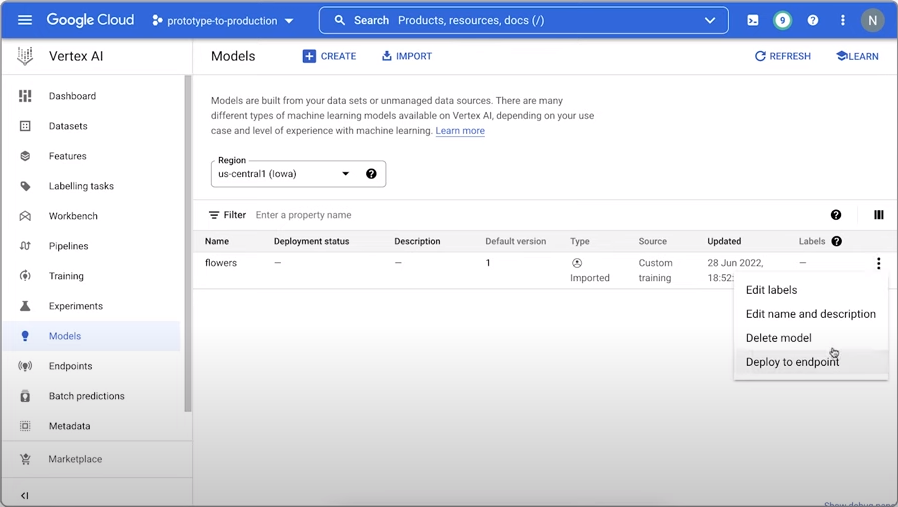 Google Cloud
prototype-to-production
Search Products, resources, docs (/)
9
N
Vertex AI
Models
CREATE
IMPORT
REFRESH
LEARN
Dashboard
Datasets
Features
Labelling tasks
Workbench
Pipelines
Training
Experiments
Models
Endpoints
Batch predictions
Metadata
Marketplace
Models are built from your data sets or unmanaged data sources. There are many
different types of machine learning models available on Vertex AI, depending on your use
case and level of experience with machine learning. Learn more
Region
us-central1 (Iowa)
Filter Enter a property name
Name Deployment status Description Default version Type Source Updated Labels
flowers — — 1 Imported Custom training 28 Jun 2022, 18:52: —
Edit labels
Edit name and description
Delete model
Deploy to endpoint
Show debug panel